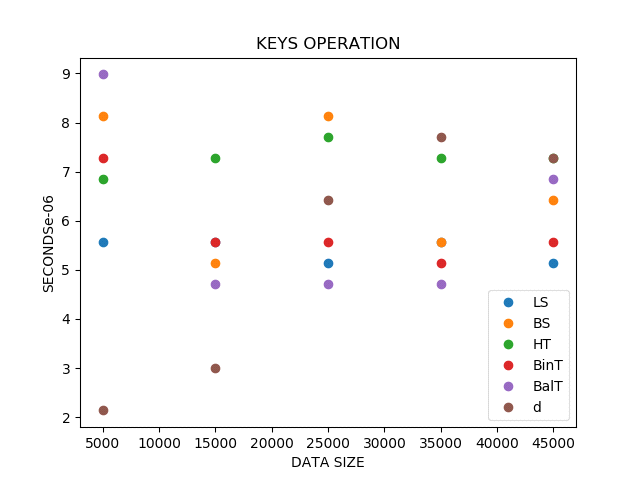 KEYS OPERATION
SECONDSe-06
9
8
7
6
5
4
3
2
LS
BS
HT
BinT
BalT
d
5000 10000 15000 20000 25000 30000 35000 40000 45000
DATA SIZE